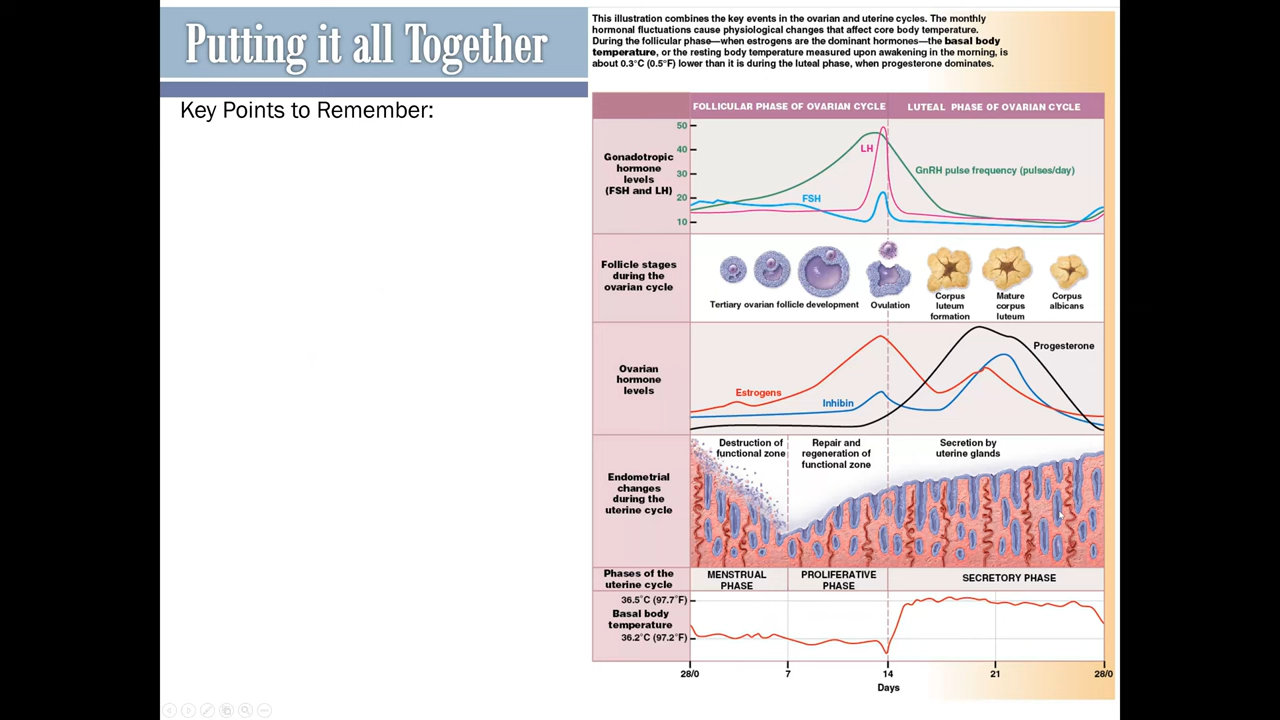 Putting it all Together
Key Points to Remember:
This illustration combines the key events in the ovarian and uterine cycles. The monthly
hormonal fluctuations cause physiological changes that affect core body temperature.
During the follicular phase—when estrogens are the dominant hormones—the basal body
temperature, or the resting body temperature measured upon awakening in the morning, is
about 0.3°C (0.5°F) lower than it is during the luteal phase, when progesterone dominates.
FOLLICULAR PHASE OF OVARIAN CYCLE
LUTEAL PHASE OF OVARIAN CYCLE
Gonadotropic
hormone
levels
(FSH and LH)
50
40
30
20
10
LH
FSH
GnRH pulse frequency (pulses/day)
Follicle stages
during the
ovarian cycle
Tertiary ovarian follicle development
Ovulation
Corpus
luteum
formation
Mature
corpus
luteum
Corpus
albicans
Ovarian
hormone
levels
Estrogens
Inhibin
Progesterone
Endometrial
changes
during the
uterine cycle
Destruction of
functional zone
Repair and
regeneration of
functional zone
Secretion by
uterine glands
Phases of the
uterine cycle
MENSTRUAL
PHASE
PROLIFERATIVE
PHASE
SECRETORY PHASE
36.5°C (97.7°F)
Basal body
temperature
36.2°C (97.2°F)
28/0
7
14
21
28/0
Days